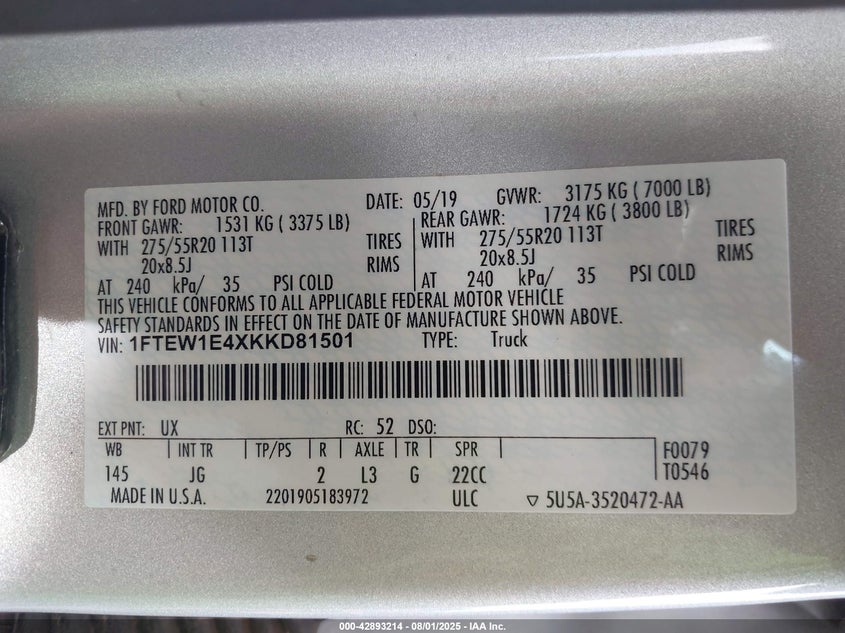 MFD. BY FORD MOTOR CO. DATE: 05/19 GVWR: 3175 KG ( 7000 LB)
FRONT GAWR: 1531 KG ( 3375 LB) REAR GAWR: 1724 KG ( 3800 LB)
WITH 275/55R20 113T TIRES WITH 275/55R20 113T TIRES
20x8.5J RIMS 20x8.5J RIMS
AT 240 kPa/ 35 PSI COLD AT 240 kPa/ 35 PSI COLD
THIS VEHICLE CONFORMS TO ALL APPLICABLE FEDERAL MOTOR VEHICLE
SAFETY STANDARDS IN EFFECT ON THE DATE OF MANUFACTURE SHOWN ABOVE.
VIN: 1FTEW1E4XKKD81501 TYPE: Truck
EXT PNT: UX RC: 52 DSO:
WB INT TR TP/PS R AXLE TR SPR F0079
145 JG 2 L3 G 22CC T0546
MADE IN U.S.A. 2201905183972 ULC ▽ 5U5A-3520472-AA
000-42893214 - 08/01/2025 - IAA Inc.